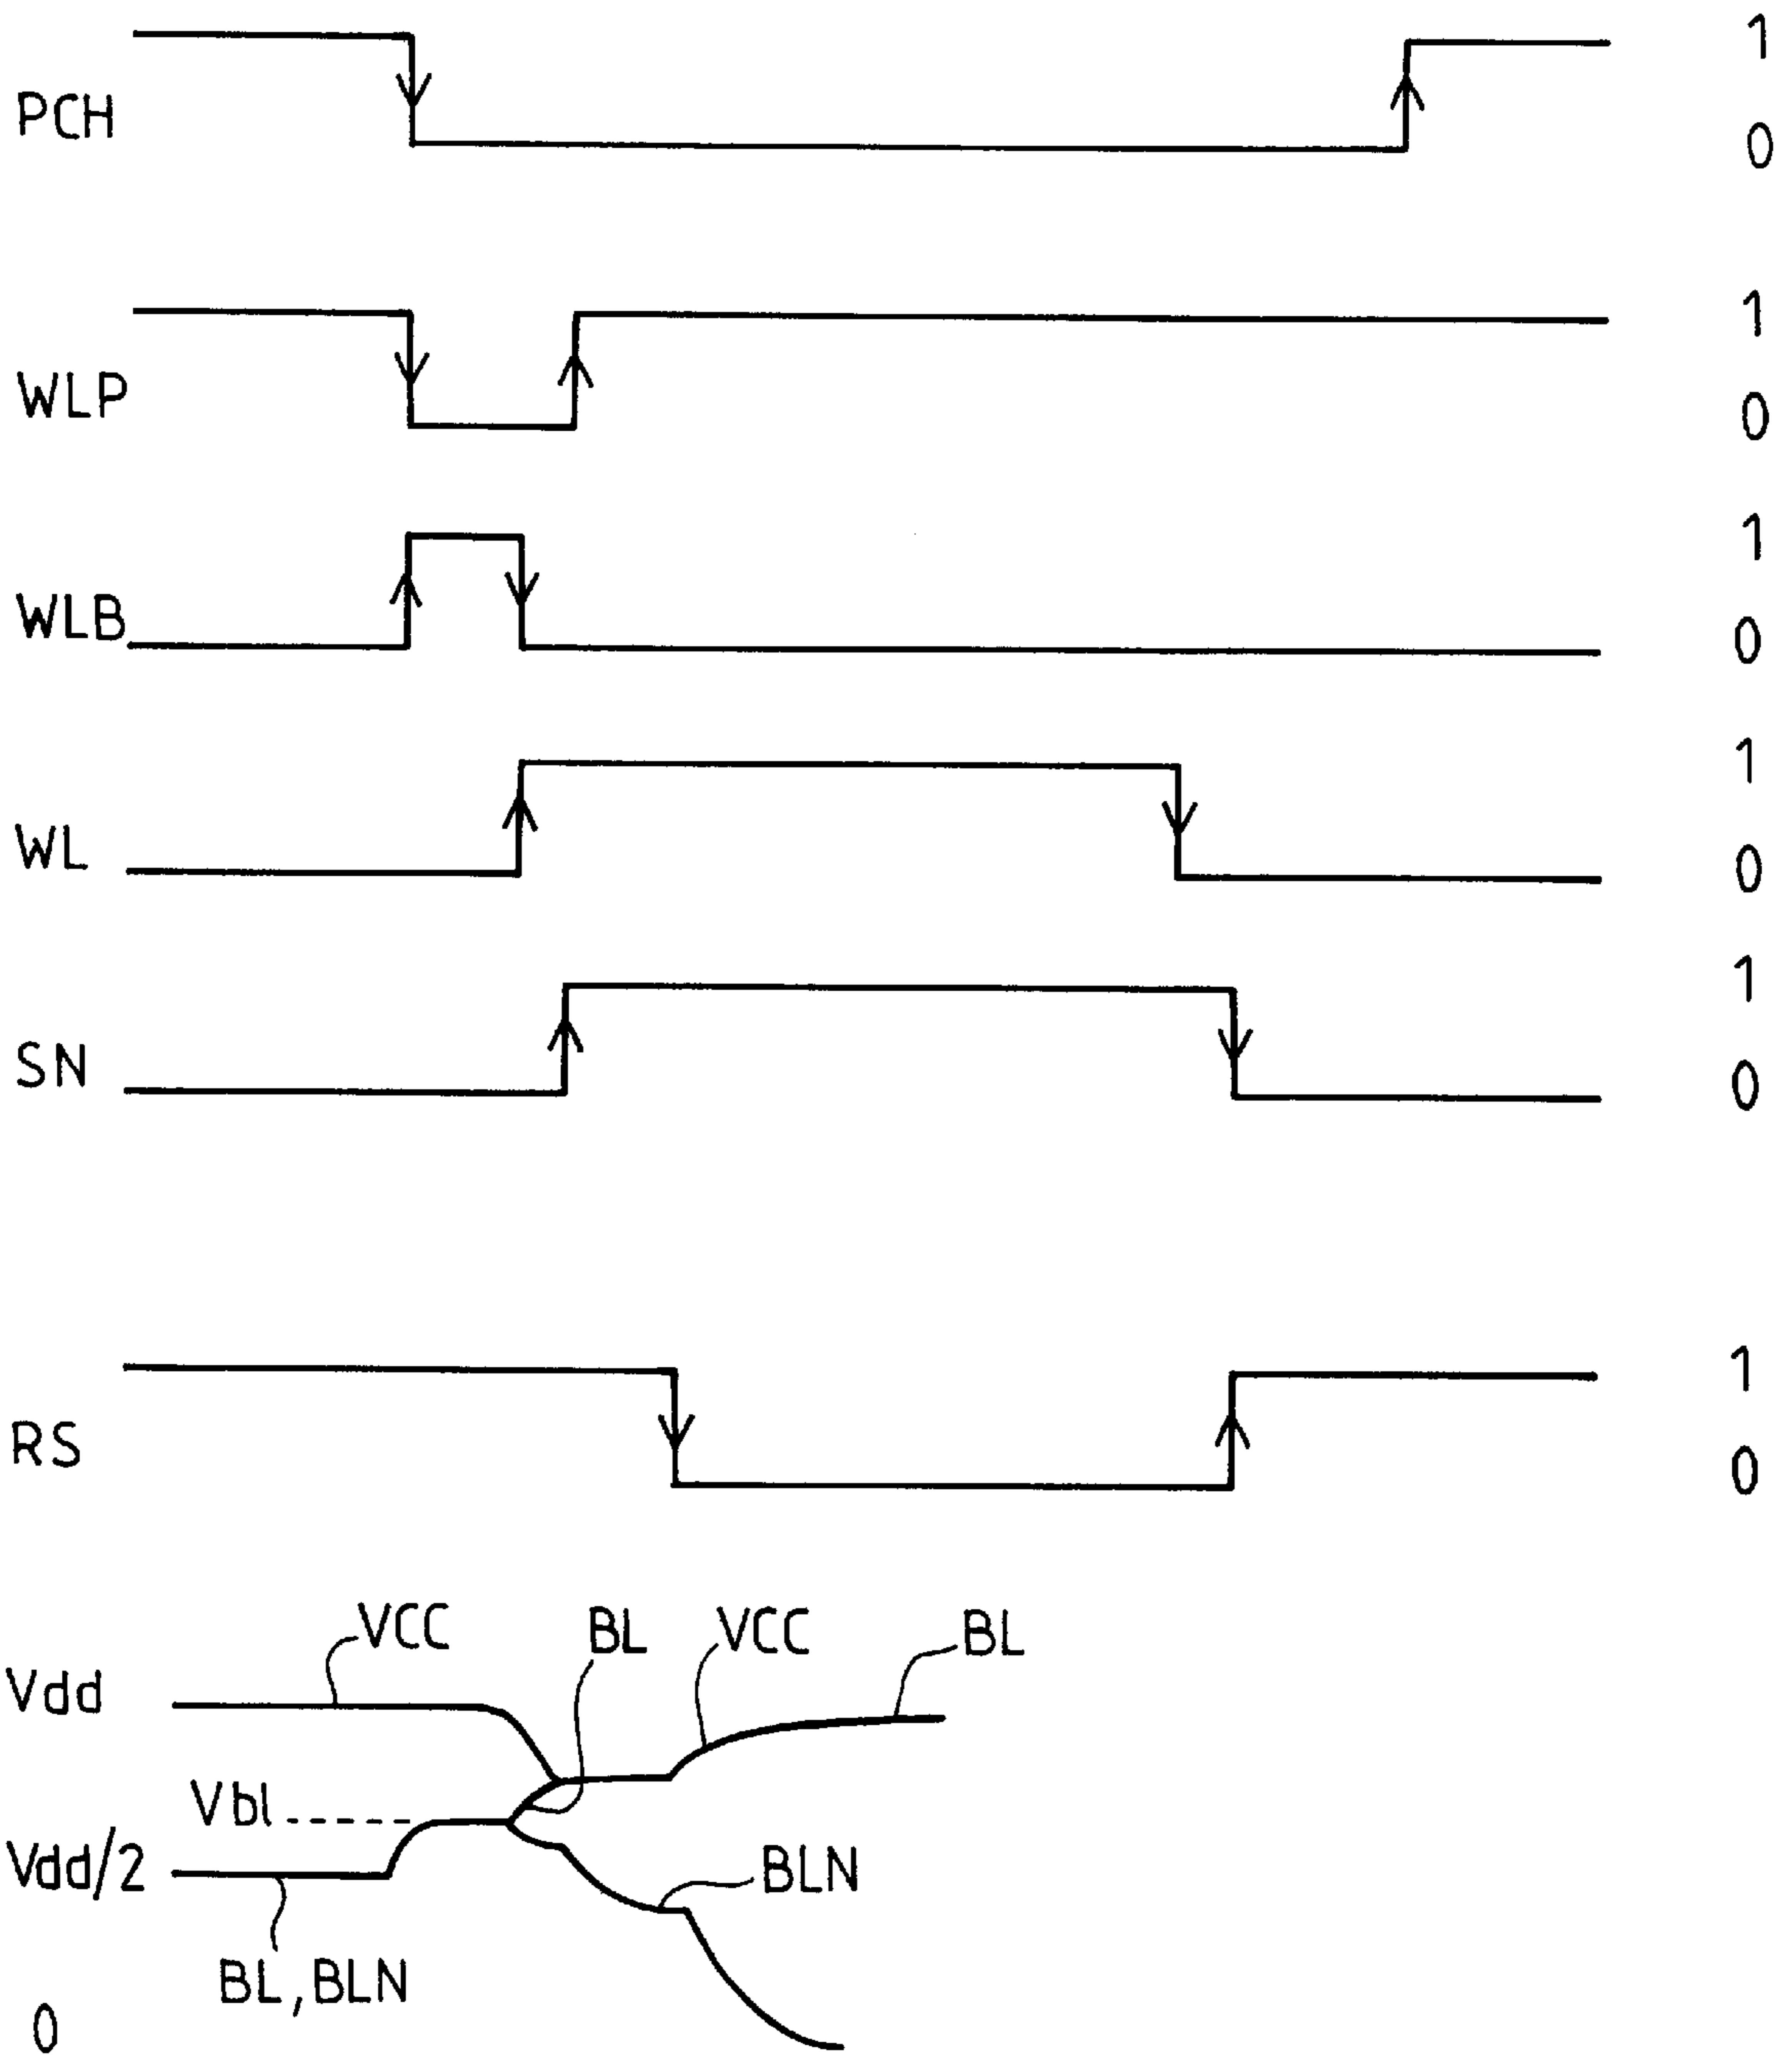 PCH 1
0
WLP 1
0
WLB 1
0
WL 1
0
SN 1
0
RS 1
0
VCC BL VCC BL
Vdd
Vbl
Vdd/2
BLN
BL, BLN
0